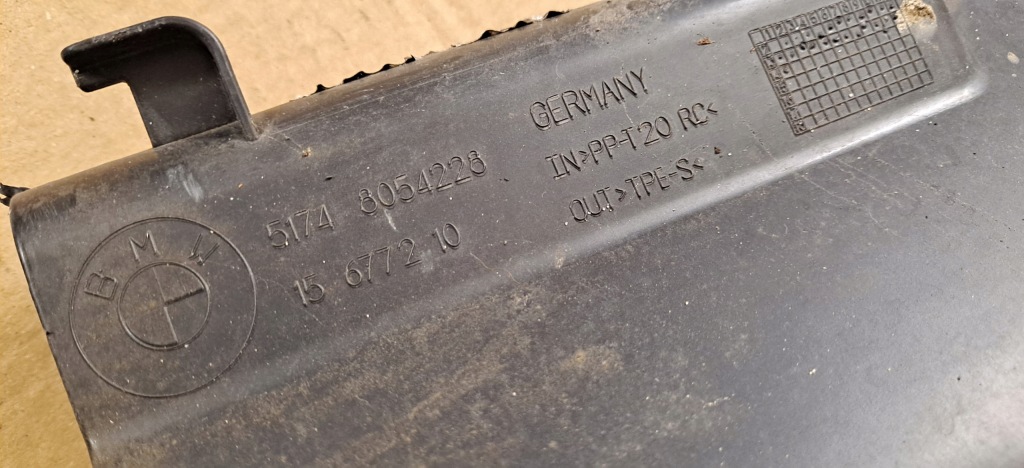 BMW
5174 8054228
15 6772 10
GERMANY
IN>PP-T20 RC<
OUT>TPE-S<